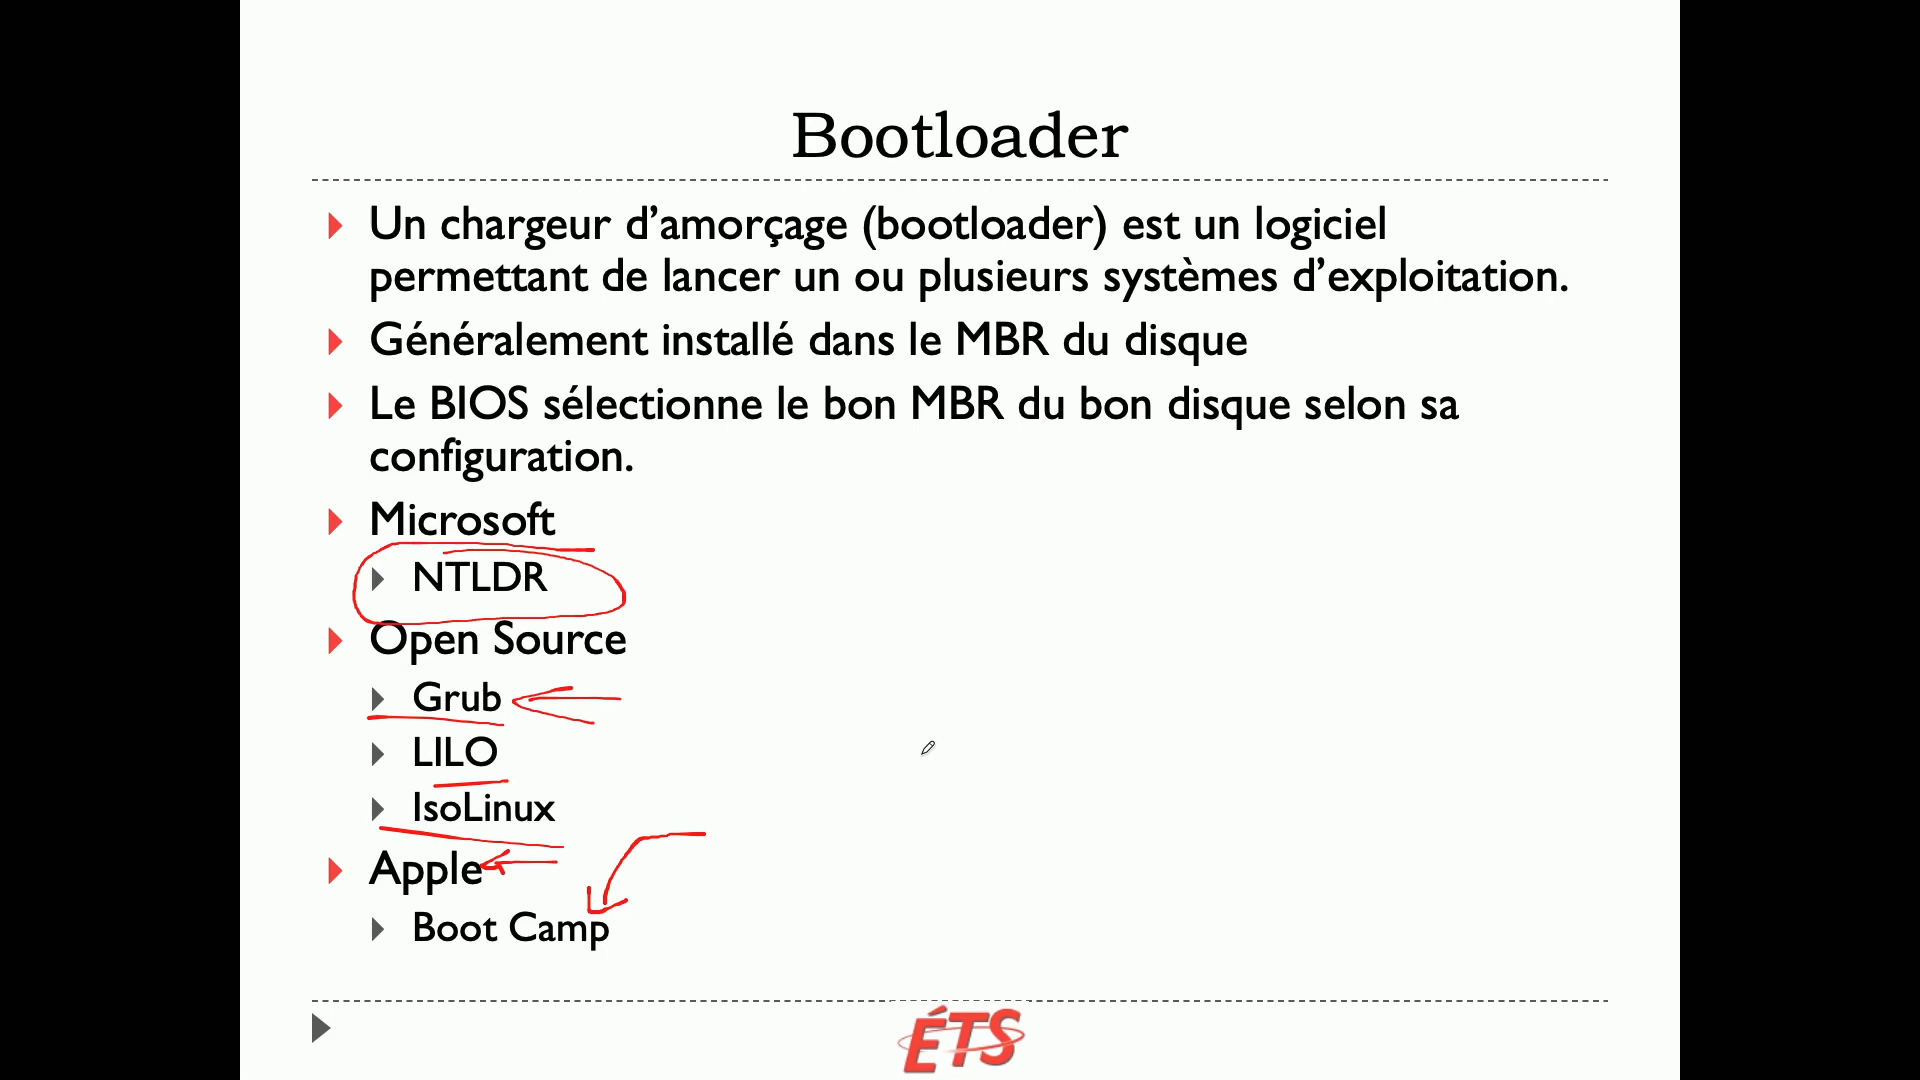 Bootloader
Un chargeur d’amorçage (bootloader) est un logiciel
permettant de lancer un ou plusieurs systèmes d’exploitation.
Généralement installé dans le MBR du disque
Le BIOS sélectionne le bon MBR du bon disque selon sa
configuration.
Microsoft
NTLDR
Open Source
Grub
LILO
IsoLinux
Apple
Boot Camp
ÉTS